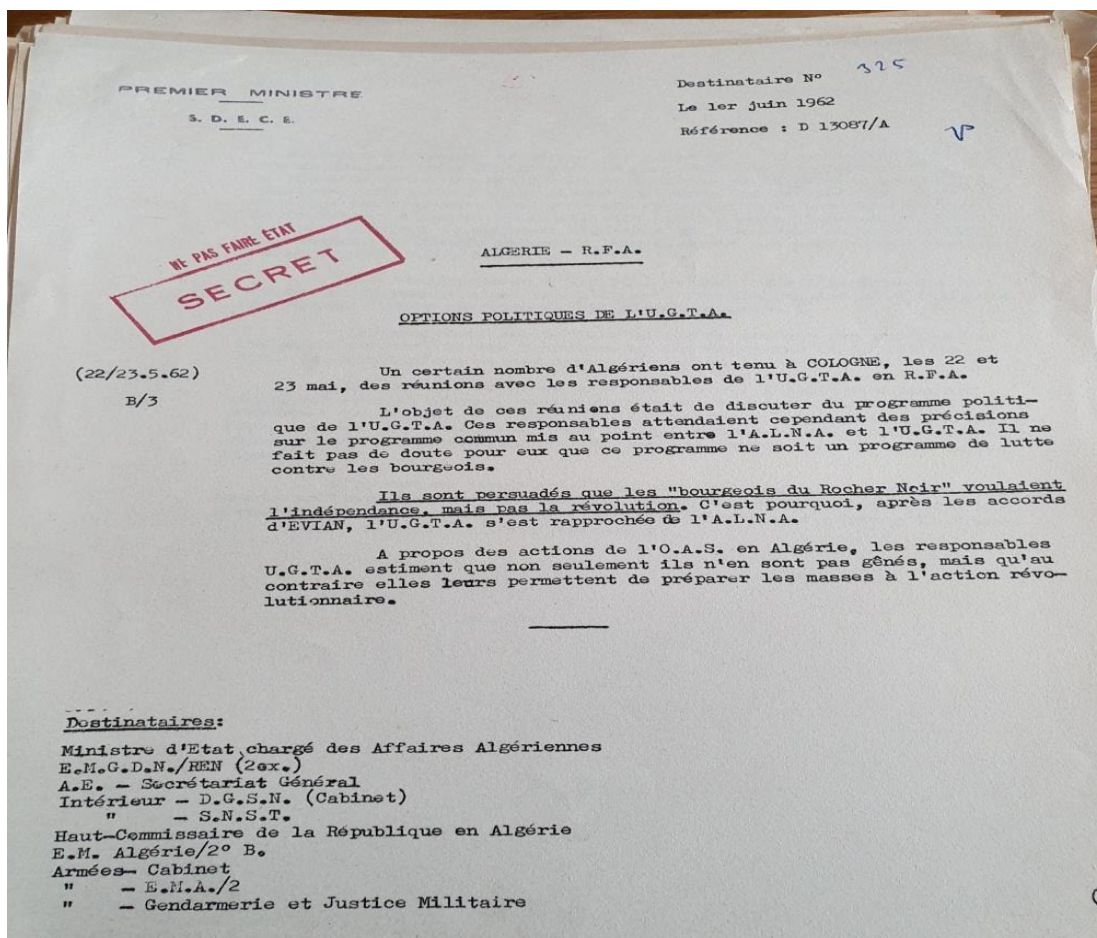 PREMIER MINISTRE
S. D. E. C. E.
Destinataire N° 325
Le 1er juin 1962
Référence : D 13087/A
NE PAS FAIRE ÉTAT
SECRET
ALGERIE - R.F.A.
OPTIONS POLITIQUES DE L'U.G.T.A.
(22/23.5.62)
B/3
Un certain nombre d'Algériens ont tenu à COLOGNE, les 22 et
23 mai, des réunions avec les responsables de l'U.G.T.A. en R.F.A.
L'objet de ces réunions était de discuter du programme politi-
que de l'U.G.T.A. Ces responsables attendaient cependant des précisions
sur le programme commun mis au point entre l'A.L.N.A. et l'U.G.T.A. Il ne
fait pas de doute pour eux que ce programme ne soit un programme de lutte
contre les bourgeois.
Ils sont persuadés que les "bourgeois du Rocher Noir" voulaient
l'indépendance, mais pas la révolution. C'est pourquoi, après les accords
d'EVIAN, l'U.G.T.A. s'est rapprochée de l'A.L.N.A.
A propos des actions de l'O.A.S. en Algérie, les responsables
U.G.T.A. estiment que non seulement ils n'en sont pas gênés, mais qu'au
contraire elles leurs permettent de préparer les masses à l'action révo-
lutionnaire.
Destinataires:
Ministre d'Etat chargé des Affaires Algériennes
E.M.G.D.N./REN (2ex.)
A.E. - Secrétariat Général
Intérieur - D.G.S.N. (Cabinet)
" - S.N.S.T.
Haut-Commissaire de la République en Algérie
E.M. Algérie/2° B.
Armées- Cabinet
" - E.M.A./2
" - Gendarmerie et Justice Militaire